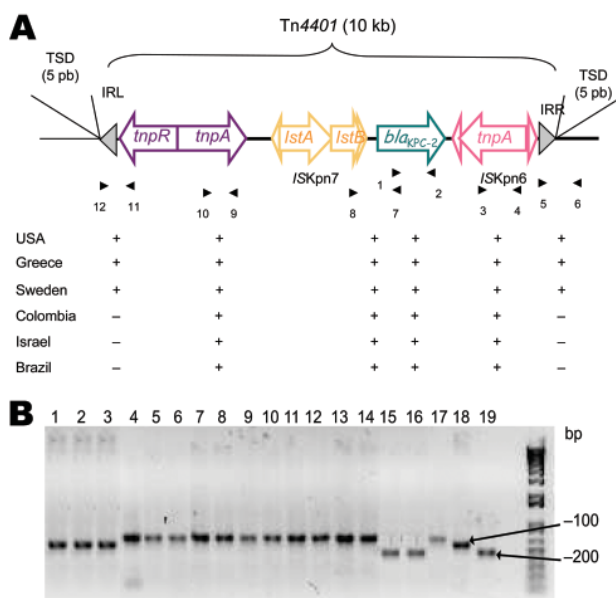 A
Tn4401 (10 kb)
TSD
(5 pb)
IRL
IRR
TSD
(5 pb)
tnpR tnpA IstA IstB blaKPC-2 tnpA
ISKpn7 ISKpn6
12 11 10 9 8 1 7 2 3 4 5 6
USA + + + + + +
Greece + + + + + +
Sweden + + + + + +
Colombia – + + + + –
Israel – + + + + –
Brazil – + + + + –
B
1 2 3 4 5 6 7 8 9 10 11 12 13 14 15 16 17 18 19
bp
–100
–200